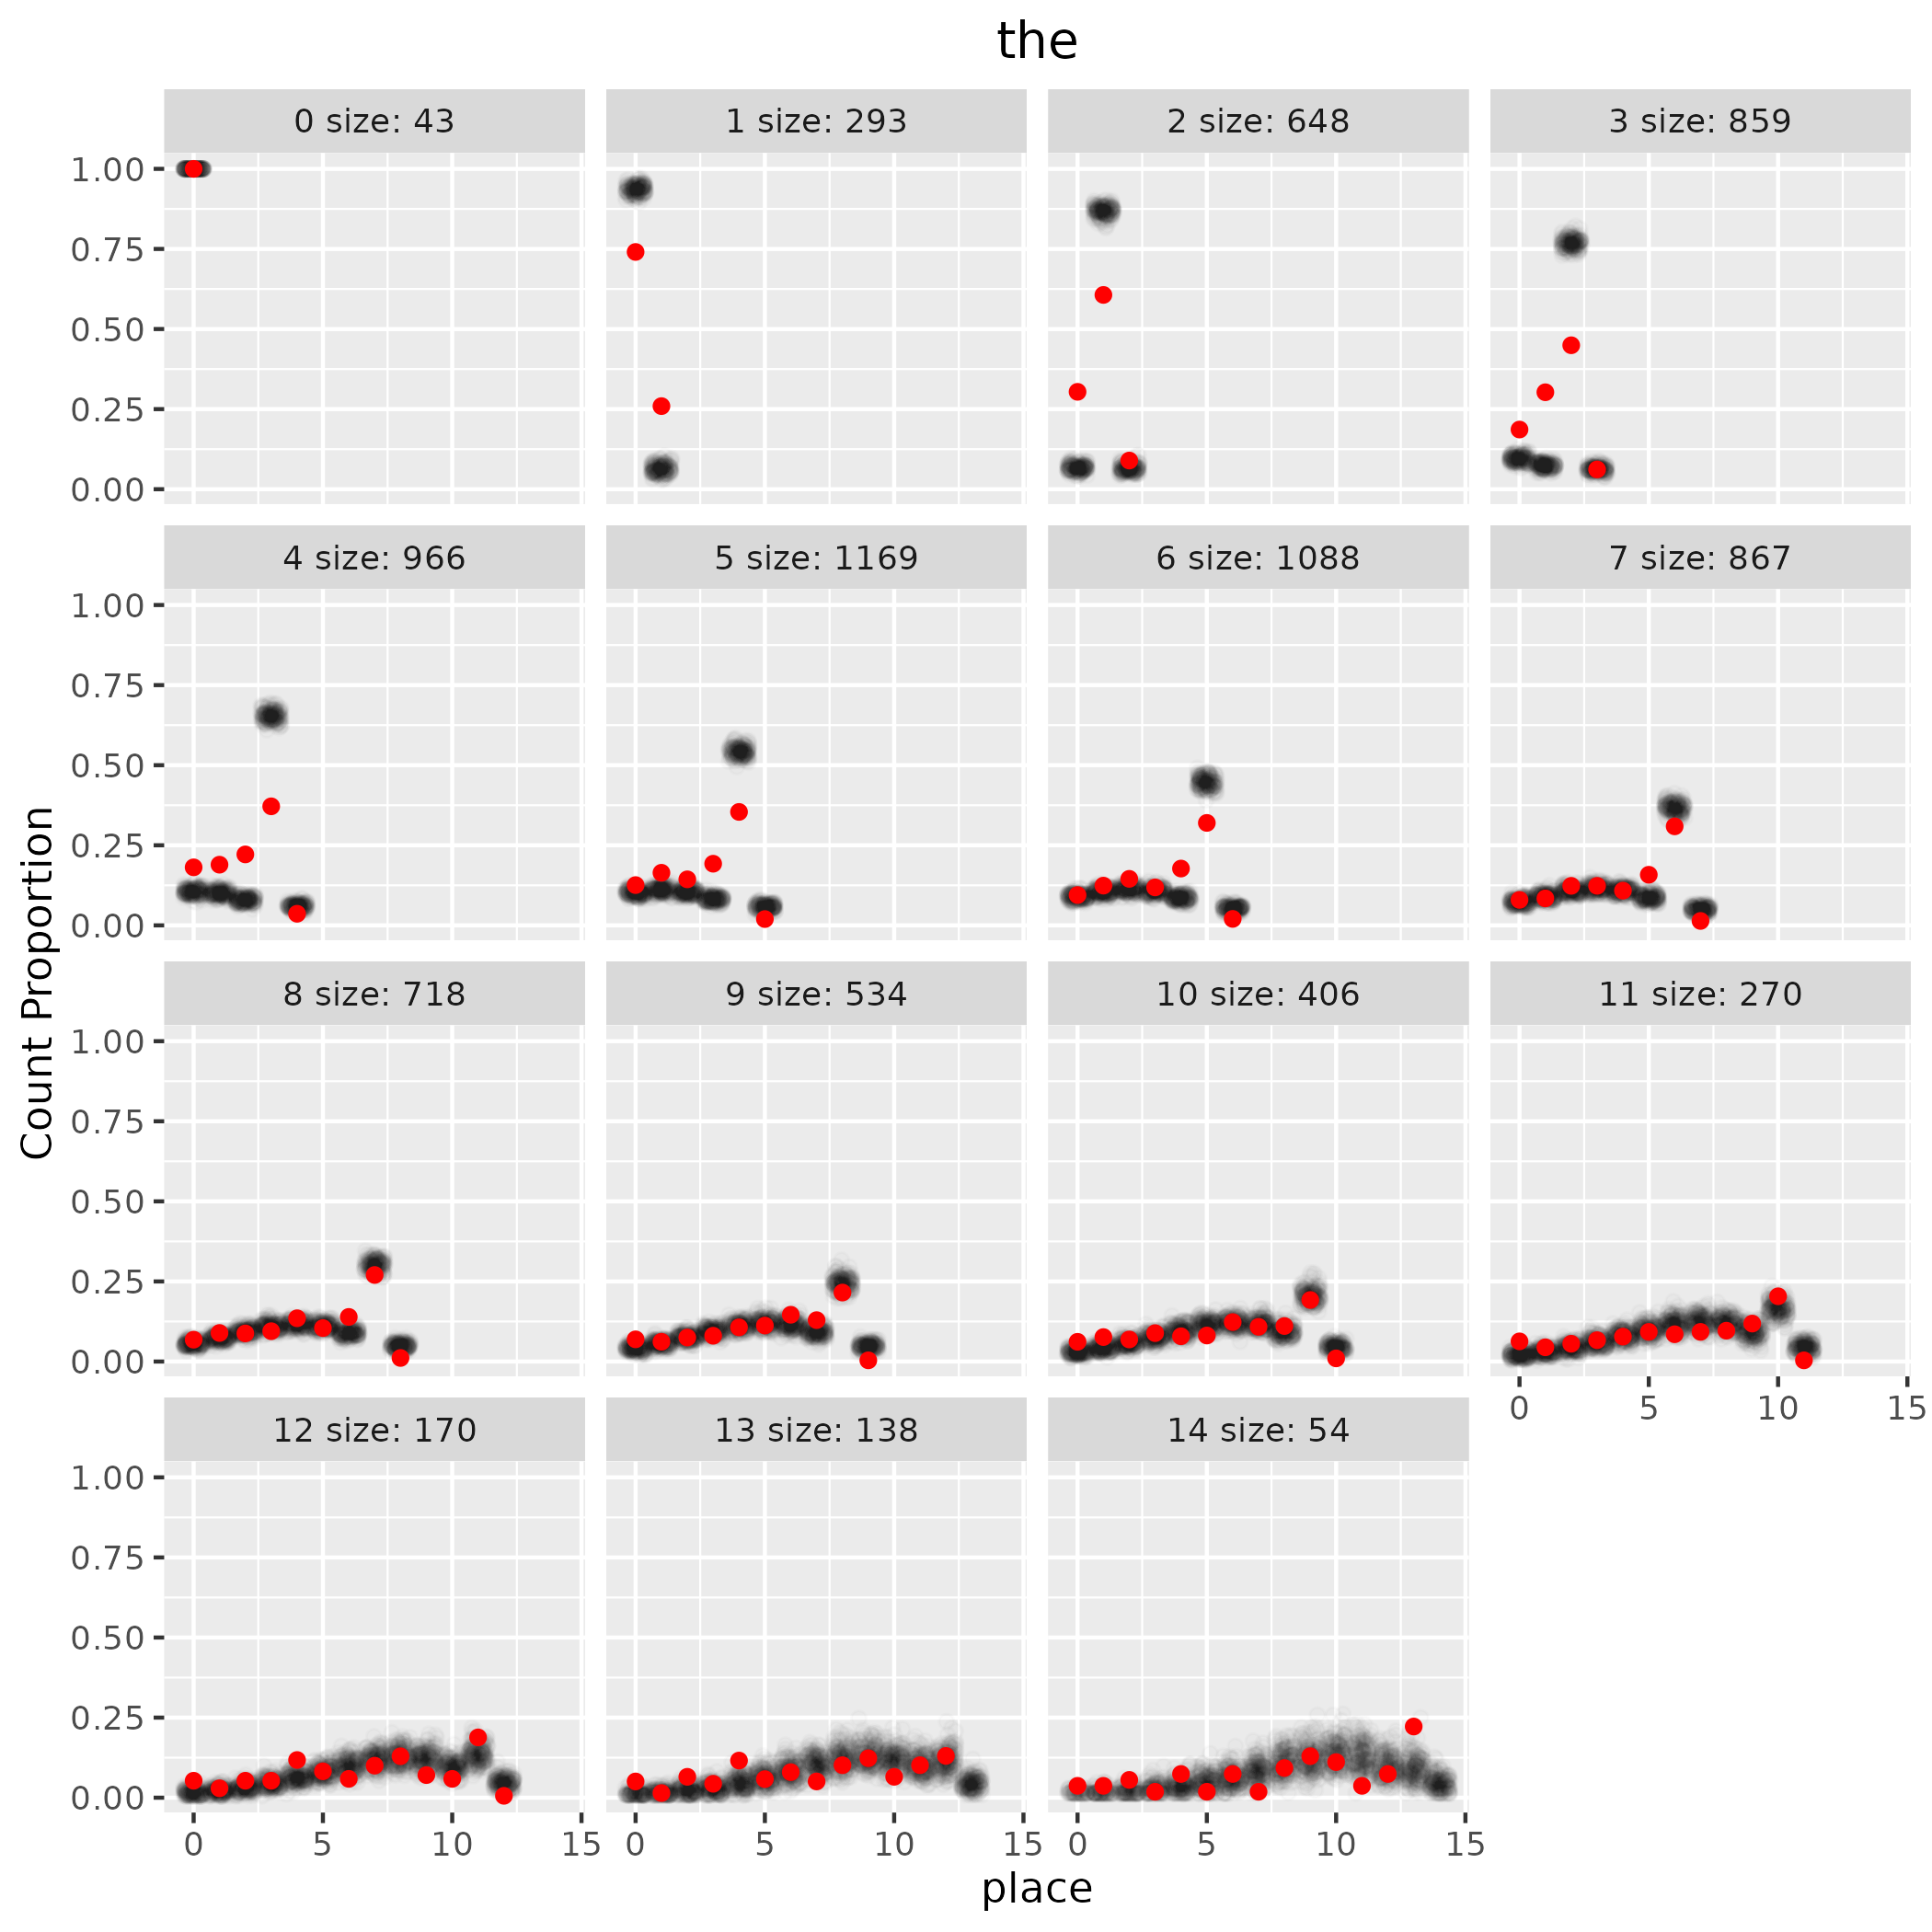 the
0 size: 43
1 size: 293
2 size: 648
3 size: 859
1.00
0.75
0.50
0.25
0.00
4 size: 966
5 size: 1169
6 size: 1088
7 size: 867
1.00
0.75
0.50
0.25
0.00
Count Proportion
8 size: 718
9 size: 534
10 size: 406
11 size: 270
1.00
0.75
0.50
0.25
0.00
0 5 10 15
12 size: 170
13 size: 138
14 size: 54
1.00
0.75
0.50
0.25
0.00
0 5 10 15
0 5 10 15
0 5 10 15
place